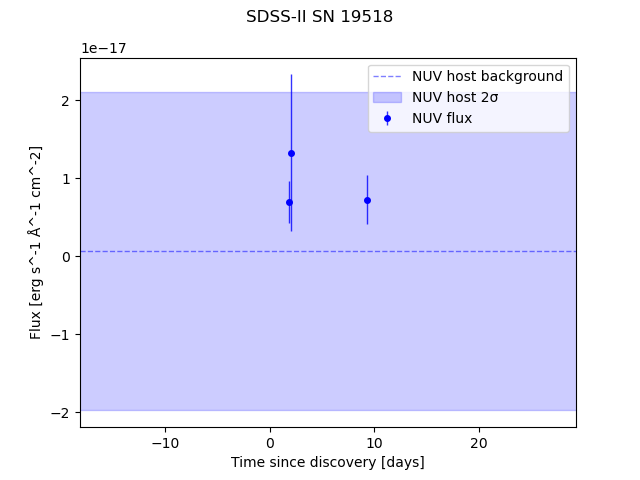 SDSS-II SN 19518
1e−17
NUV host background
NUV host 2σ
NUV flux
2
1
0
−1
−2
Flux [erg s^-1 Å^-1 cm^-2]
−10
0
10
20
Time since discovery [days]